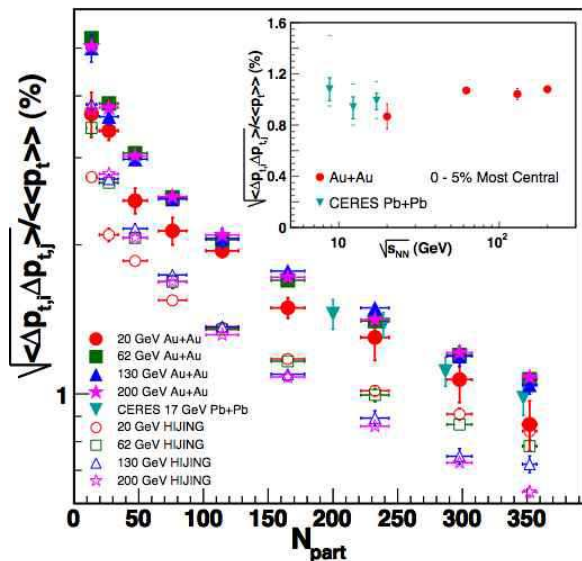 √<Δp_t,i Δp_t,j>/<<p_t>> (%)
1
0 50 100 150 200 250 300 350 400
N_part
20 GeV Au+Au
62 GeV Au+Au
130 GeV Au+Au
200 GeV Au+Au
CERES 17 GeV Pb+Pb
20 GeV HIJING
62 GeV HIJING
130 GeV HIJING
200 GeV HIJING
√<Δp_t,i Δp_t,j>/<<p_t>> (%)
1.6
1.2
0.8
0.4
0
Au+Au
0 - 5% Most Central
CERES Pb+Pb
10 10²
√s_NN (GeV)